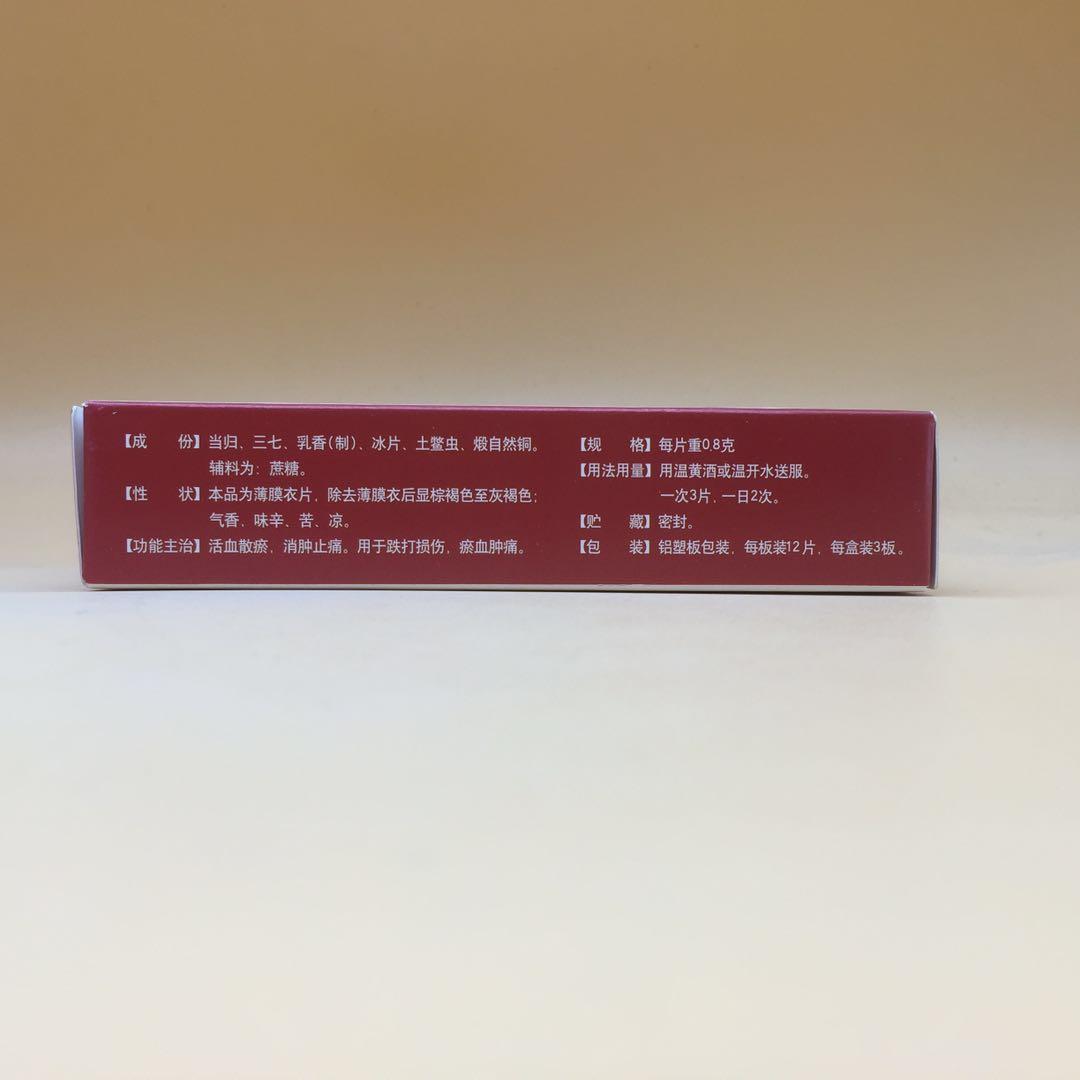 【成 份】当归、三七、乳香(制)、冰片、土鳖虫、煅自然铜。
辅料为：蔗糖。
【性 状】本品为薄膜衣片，除去薄膜衣后显棕褐色至灰褐色；
气香，味辛、苦、凉。
【功能主治】活血散瘀，消肿止痛。用于跌打损伤，瘀血肿痛。
【规 格】每片重0.8克
【用法用量】用温黄酒或温开水送服。
一次3片，一日2次。
【贮 藏】密封。
【包 装】铝塑板包装，每板装12片，每盒装3板。